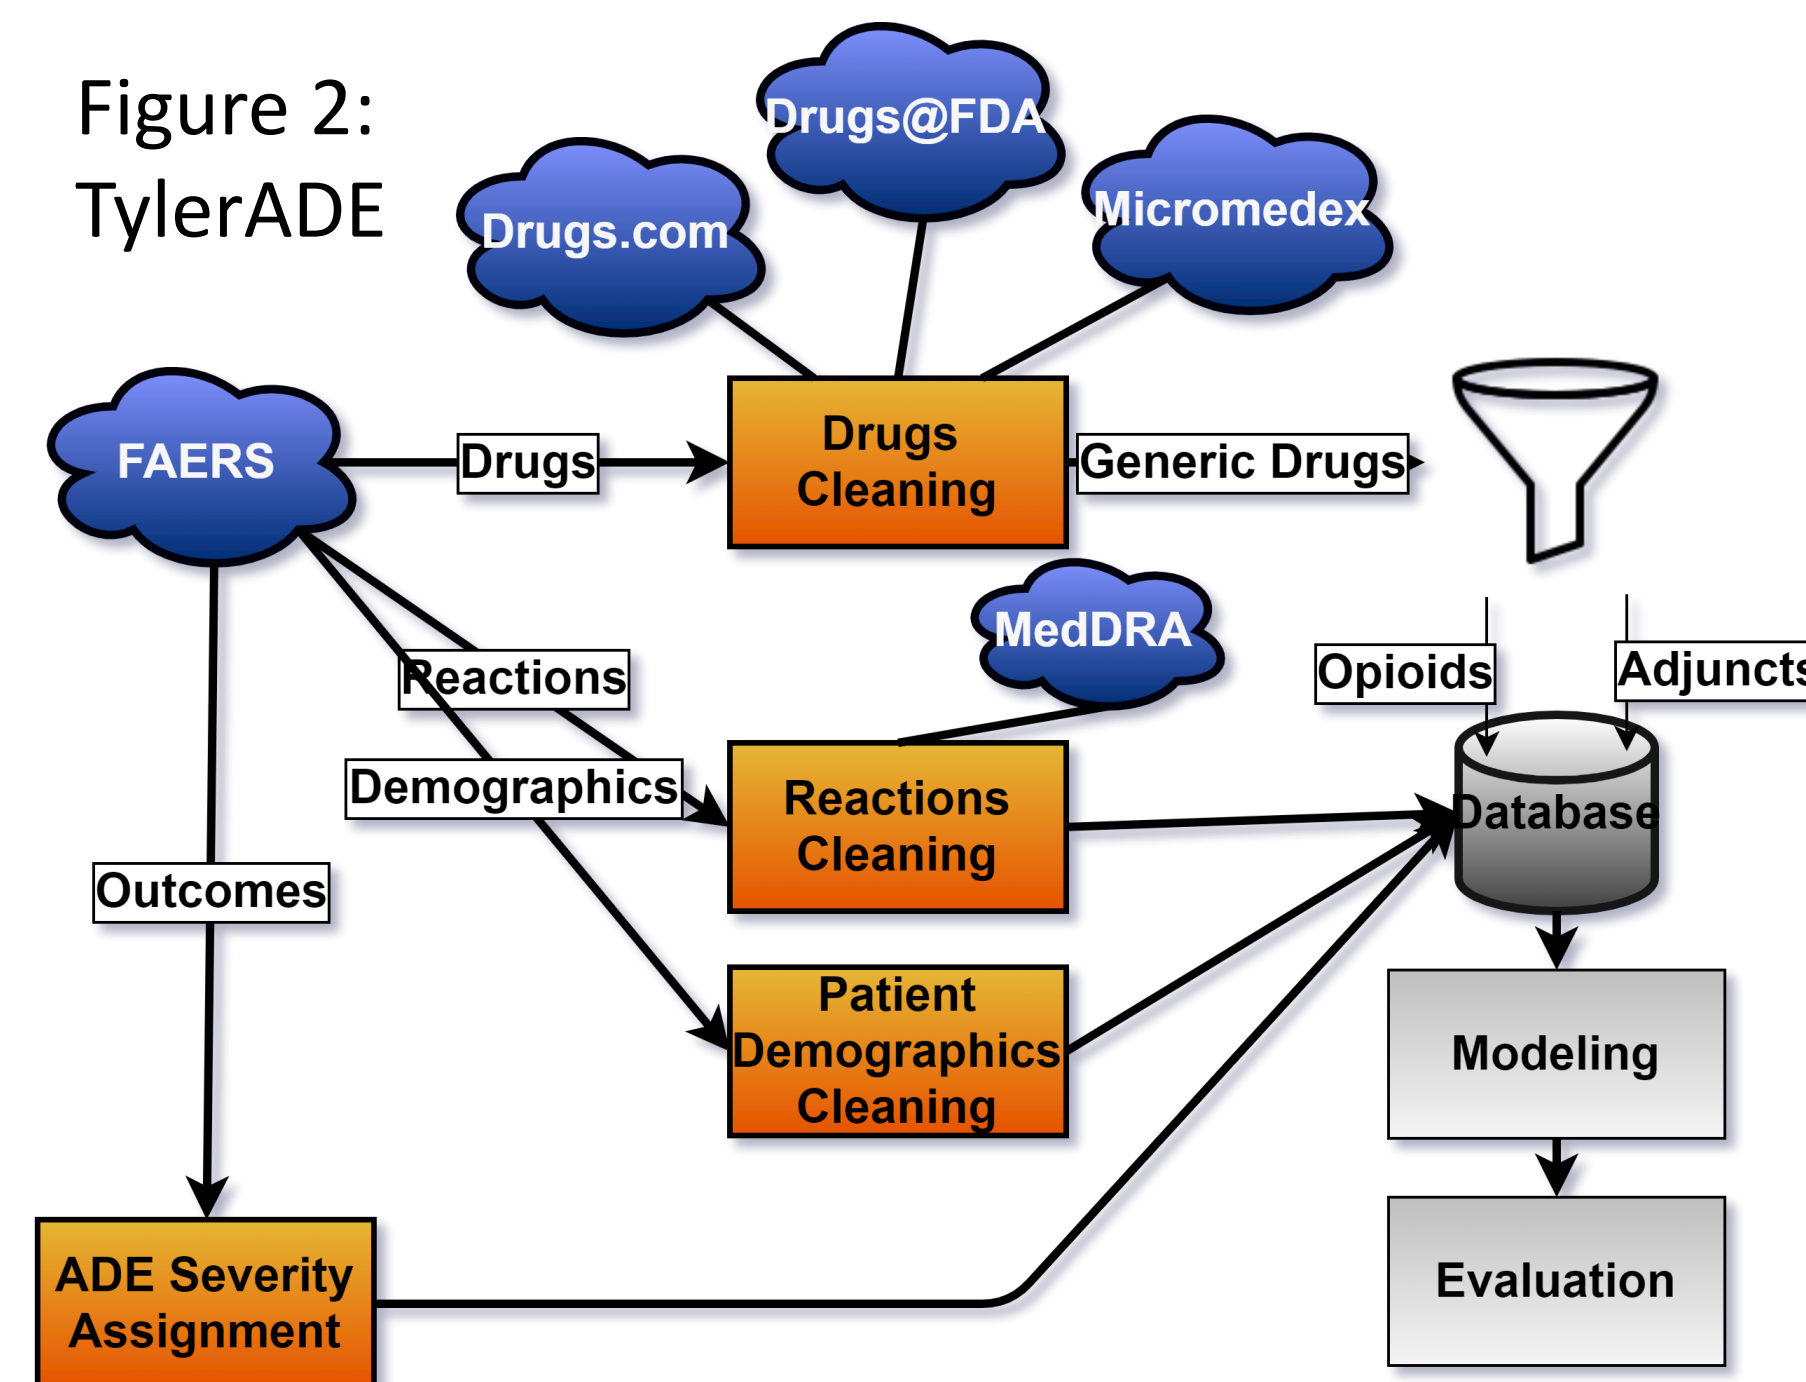 Figure 2:
TylerADE
Drugs.com
Drugs@FDA
Micromedex
FAERS
Drugs
Drugs
Cleaning
Generic Drugs
MedDRA
Reactions
Opioids
Adjuncts
Demographics
Reactions
Cleaning
Database
Outcomes
Patient
Demographics
Cleaning
Modeling
ADE Severity
Assignment
Evaluation